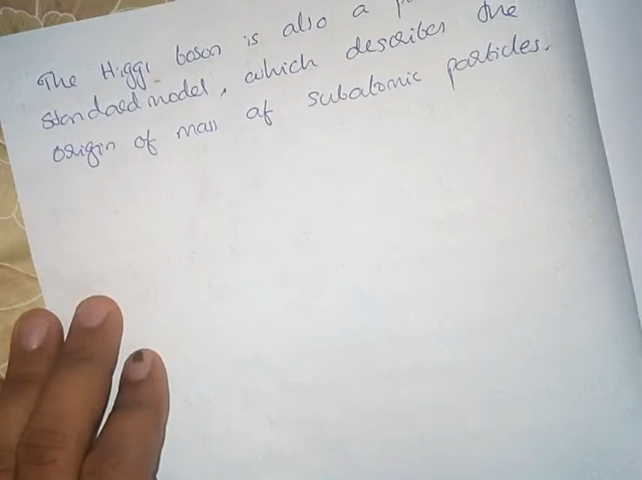 The Higgs boson is also a
standard model, which describes the
origin of mass of subatomic particles.